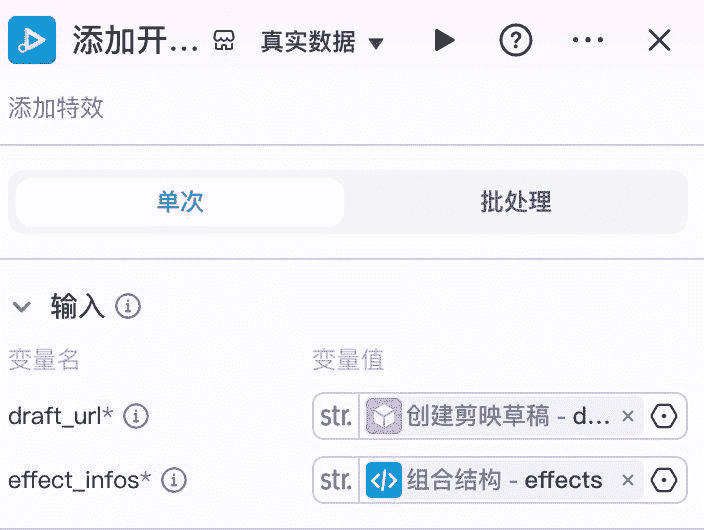 添加开... 真实数据
添加特效
单次 批处理
输入
变量名 变量值
draft_url* str. 创建剪映草稿 - d...
effect_infos* str. 组合结构 - effects